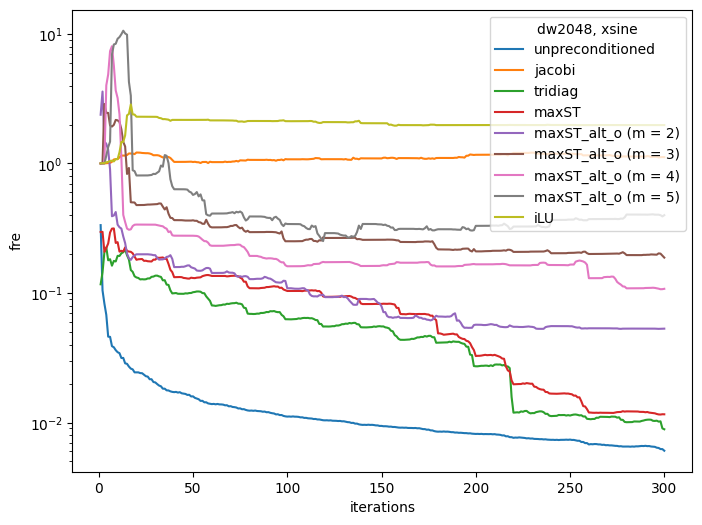 dw2048, xsine
unpreconditioned
jacobi
tridiag
maxST
maxST_alt_o (m = 2)
maxST_alt_o (m = 3)
maxST_alt_o (m = 4)
maxST_alt_o (m = 5)
iLU
10¹
10⁰
10⁻¹
10⁻²
fre
0 50 100 150 200 250 300
iterations